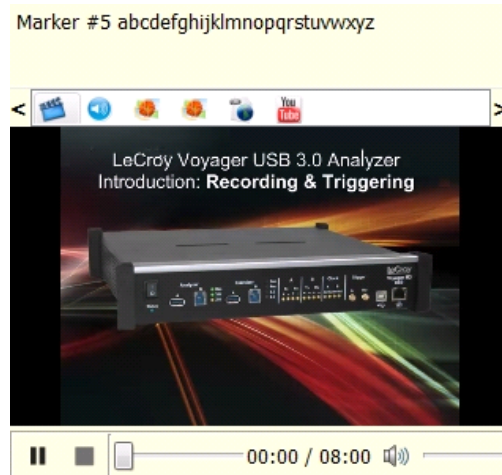 Marker #5 abcdefghijklmnopqrstuvwxyz
You
Tube
LeCroy Voyager USB 3.0 Analyzer
Introduction: Recording & Triggering
LeCroy
00:00 / 08:00